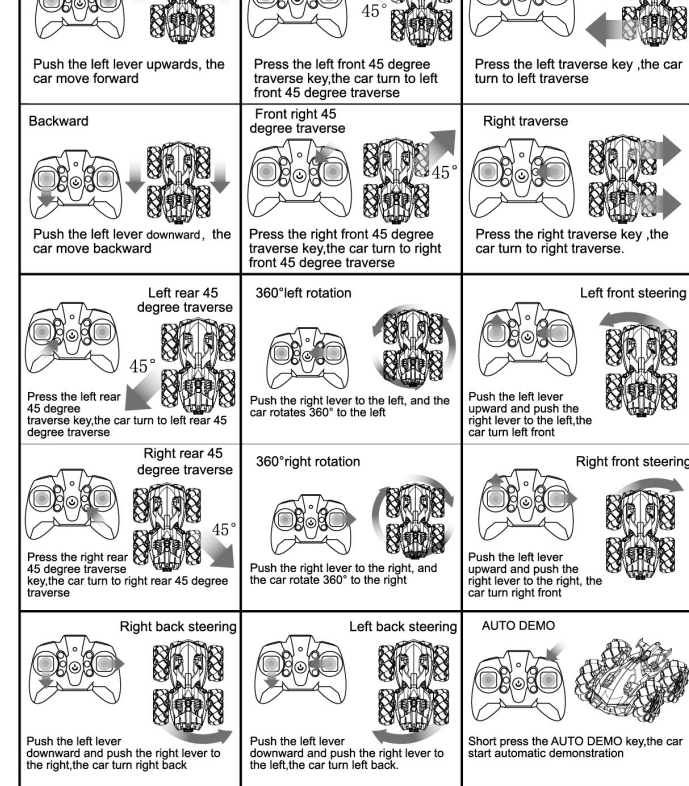 45°
Push the left lever upwards, the
car move forward
Press the left front 45 degree
traverse key,the car turn to left
front 45 degree traverse
Press the left traverse key ,the car
turn to left traverse
Backward
Push the left lever downward, the
car move backward
Front right 45
degree traverse
45°
Press the right front 45 degree
traverse key,the car turn to right
front 45 degree traverse
Right traverse
Press the right traverse key ,the
car turn to right traverse.
Left rear 45
degree traverse
45°
Press the left rear
45 degree
traverse key,the car turn to left rear 45
degree traverse
360°left rotation
Push the right lever to the left, and the
car rotates 360° to the left
Left front steering
Push the left lever
upward and push the
right lever to the left,the
car turn left front
Right rear 45
degree traverse
45°
Press the right rear
45 degree traverse
key,the car turn to right rear 45 degree
traverse
360°right rotation
Push the right lever to the right, and
the car rotate 360° to the right
Right front steering
Push the left lever
upward and push the
right lever to the right, the
car turn right front
Right back steering
Push the left lever
downward and push the right lever to
the right,the car turn right back
Left back steering
Push the left lever
downward and push the right lever to
the left,the car turn left back.
AUTO DEMO
Short press the AUTO DEMO key,the car
start automatic demonstration